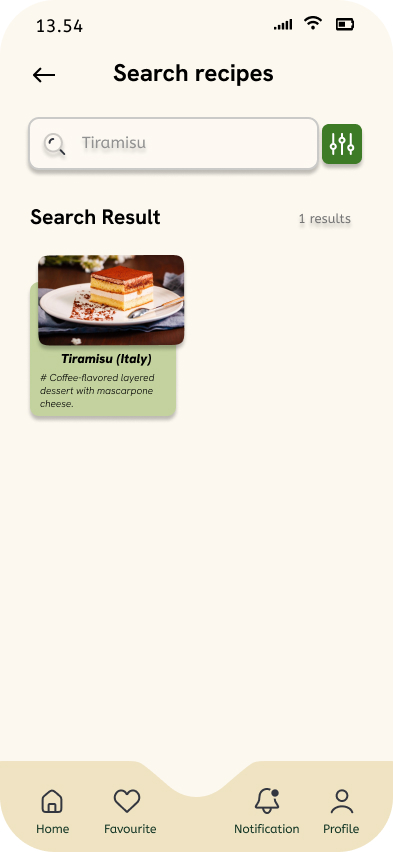 13.54
Search recipes
Tiramisu
Search Result
1 results
Tiramisu (Italy)
# Coffee-flavored layered
dessert with mascarpone
cheese.
Home
Favourite
Notification
Profile